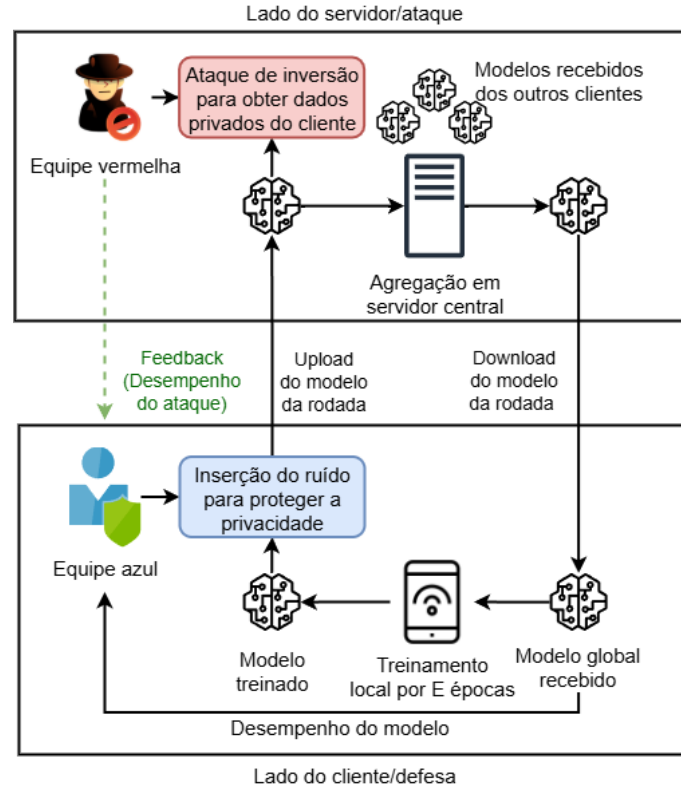 Lado do servidor/ataque
Ataque de inversão
para obter dados
privados do cliente
Modelos recebidos
dos outros clientes
Equipe vermelha
Agregação em
servidor central
Feedback
(Desempenho
do ataque)
Upload
do modelo
da rodada
Download
do modelo
da rodada
Inserção do ruído
para proteger a
privacidade
Equipe azul
Modelo
treinado
Treinamento
local por E épocas
Modelo global
recebido
Desempenho do modelo
Lado do cliente/defesa